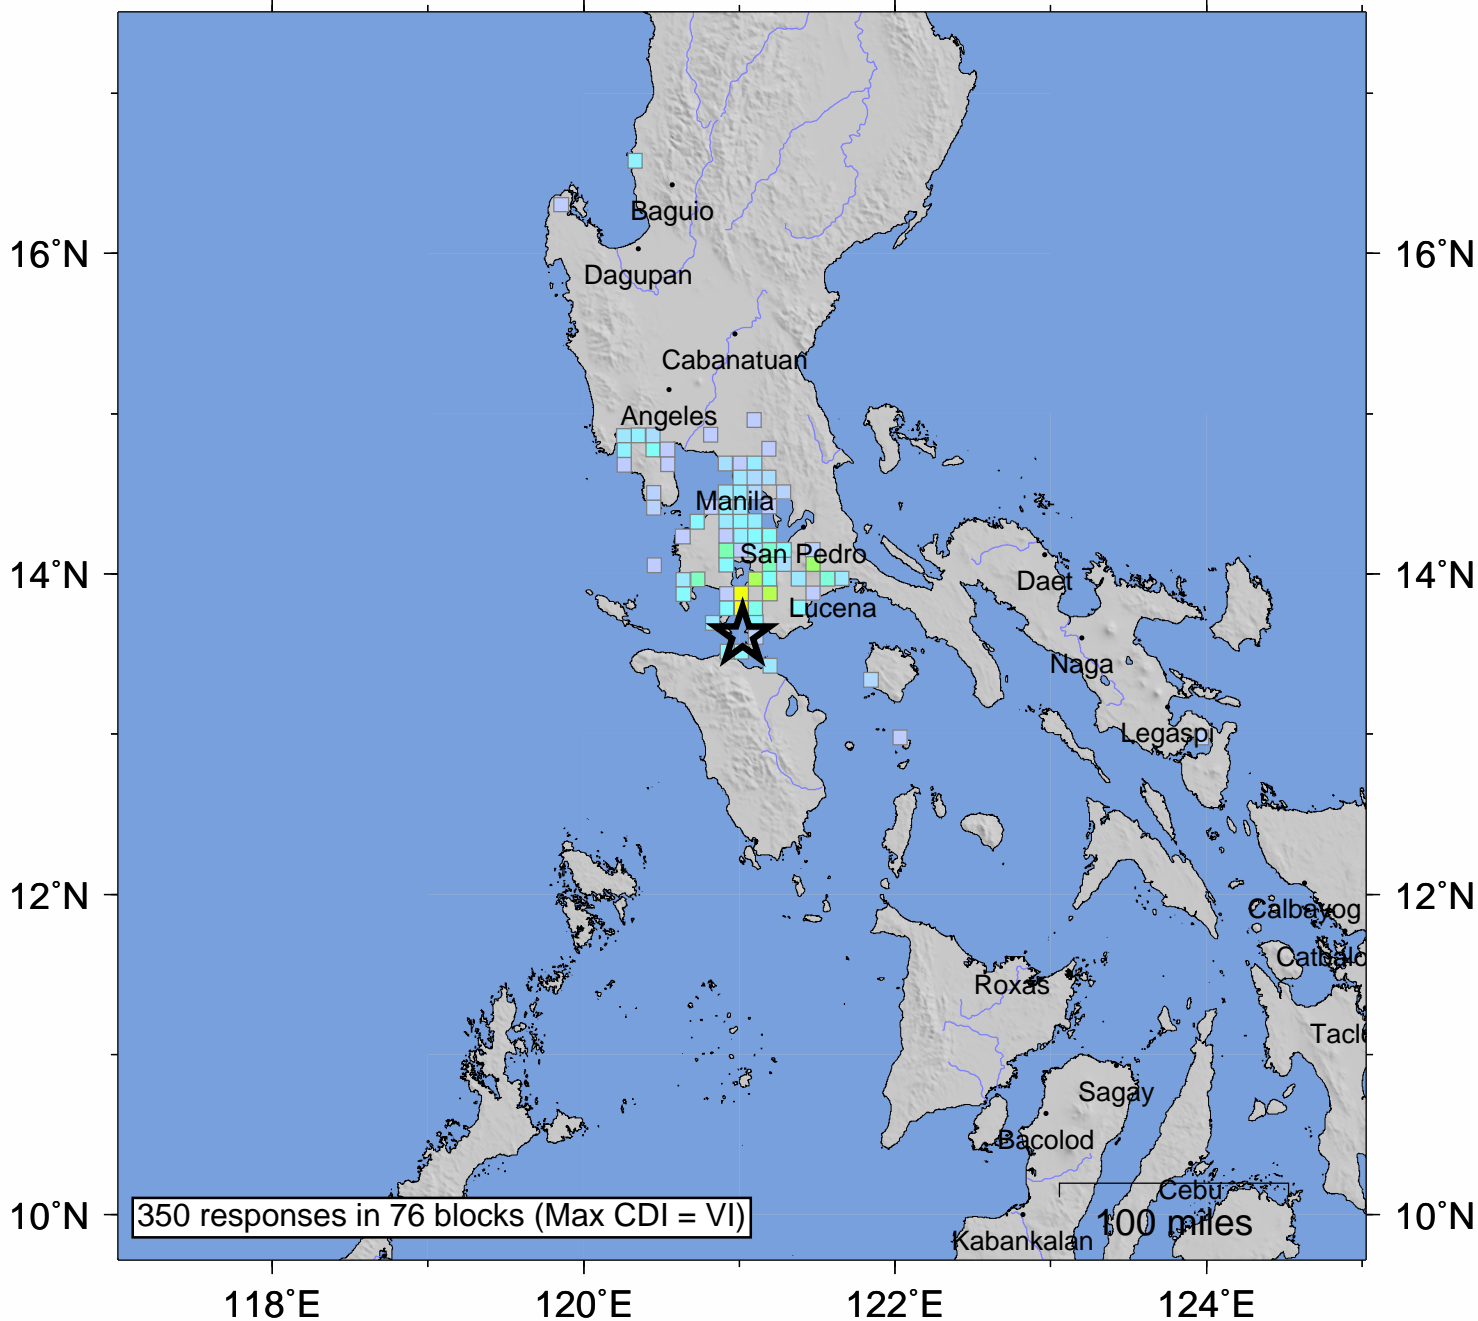 16˚N
16˚N
Baguio
Dagupan
Cabanatuan
Angeles
Manila
San Pedro
14˚N
14˚N
Daet
Lucena
Naga
Legaspi
12˚N
12˚N
Calbayog
Catbalo
Roxas
Tacl
Sagay
Bacolod
Cebu
10˚N
10˚N
350 responses in 76 blocks (Max CDI = VI)
100 miles
Kabankalan
118˚E
120˚E
122˚E
124˚E